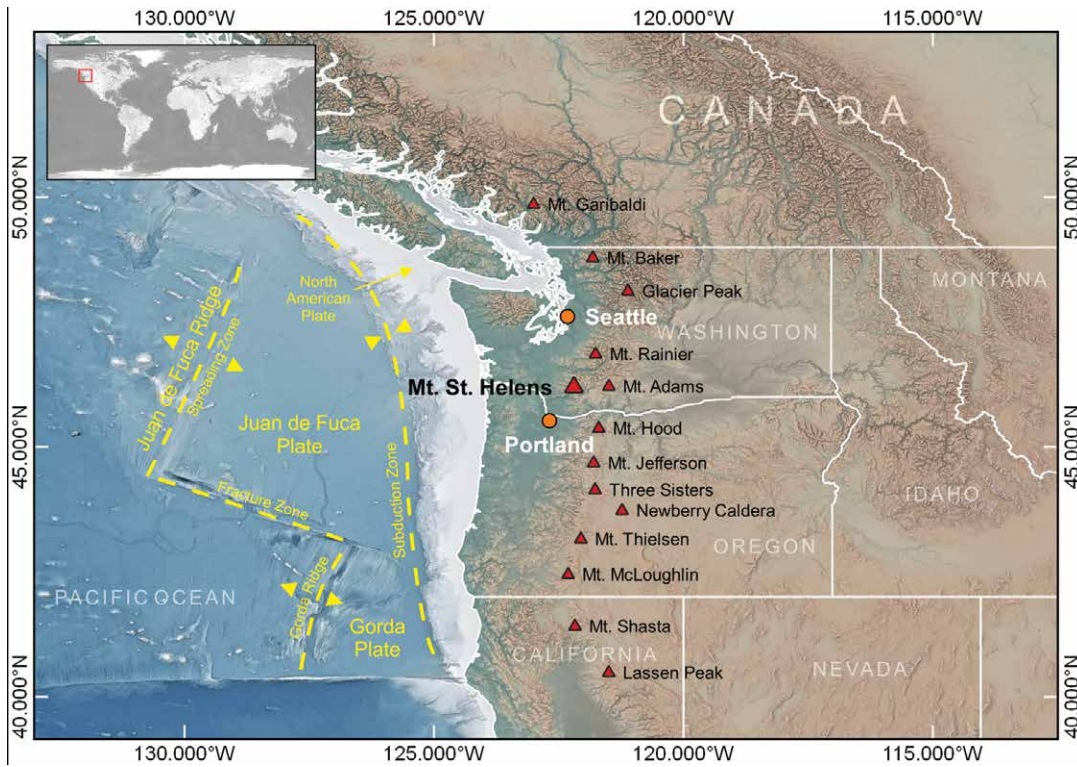 130.000°W 125.000°W 120.000°W 115.000°W
CANADA
50.000°N
50.000°N
Mt. Garibaldi
Mt. Baker
North
American
Plate
MONTANA
Glacier Peak
Seattle
WASHINGTON
Juan de Fuca Ridge
Spreading Zone
Mt. Rainier
Mt. St. Helens
Mt. Adams
Juan de Fuca
Plate
Portland
Mt. Hood
45.000°N
45.000°N
Mt. Jefferson
Subduction Zone
Fracture Zone
Three Sisters
IDAHO
Newberry Caldera
Mt. Thielsen
OREGON
Mt. McLoughlin
PACIFIC OCEAN
Gorda Ridge
Gorda
Plate
Mt. Shasta
CALIFORNIA
NEVADA
Lassen Peak
40.000°N
40.000°N
130.000°W 125.000°W 120.000°W 115.000°W